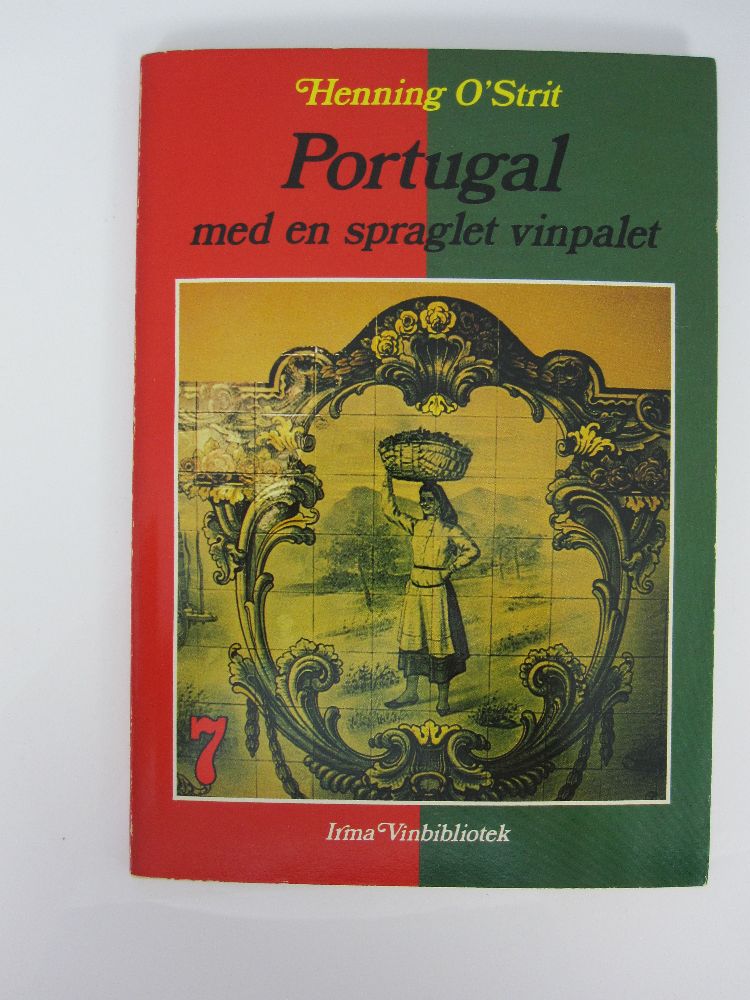 Henning O'Strit
Portugal
med en spraglet vinpalet
7
Irma Vinbibliotek